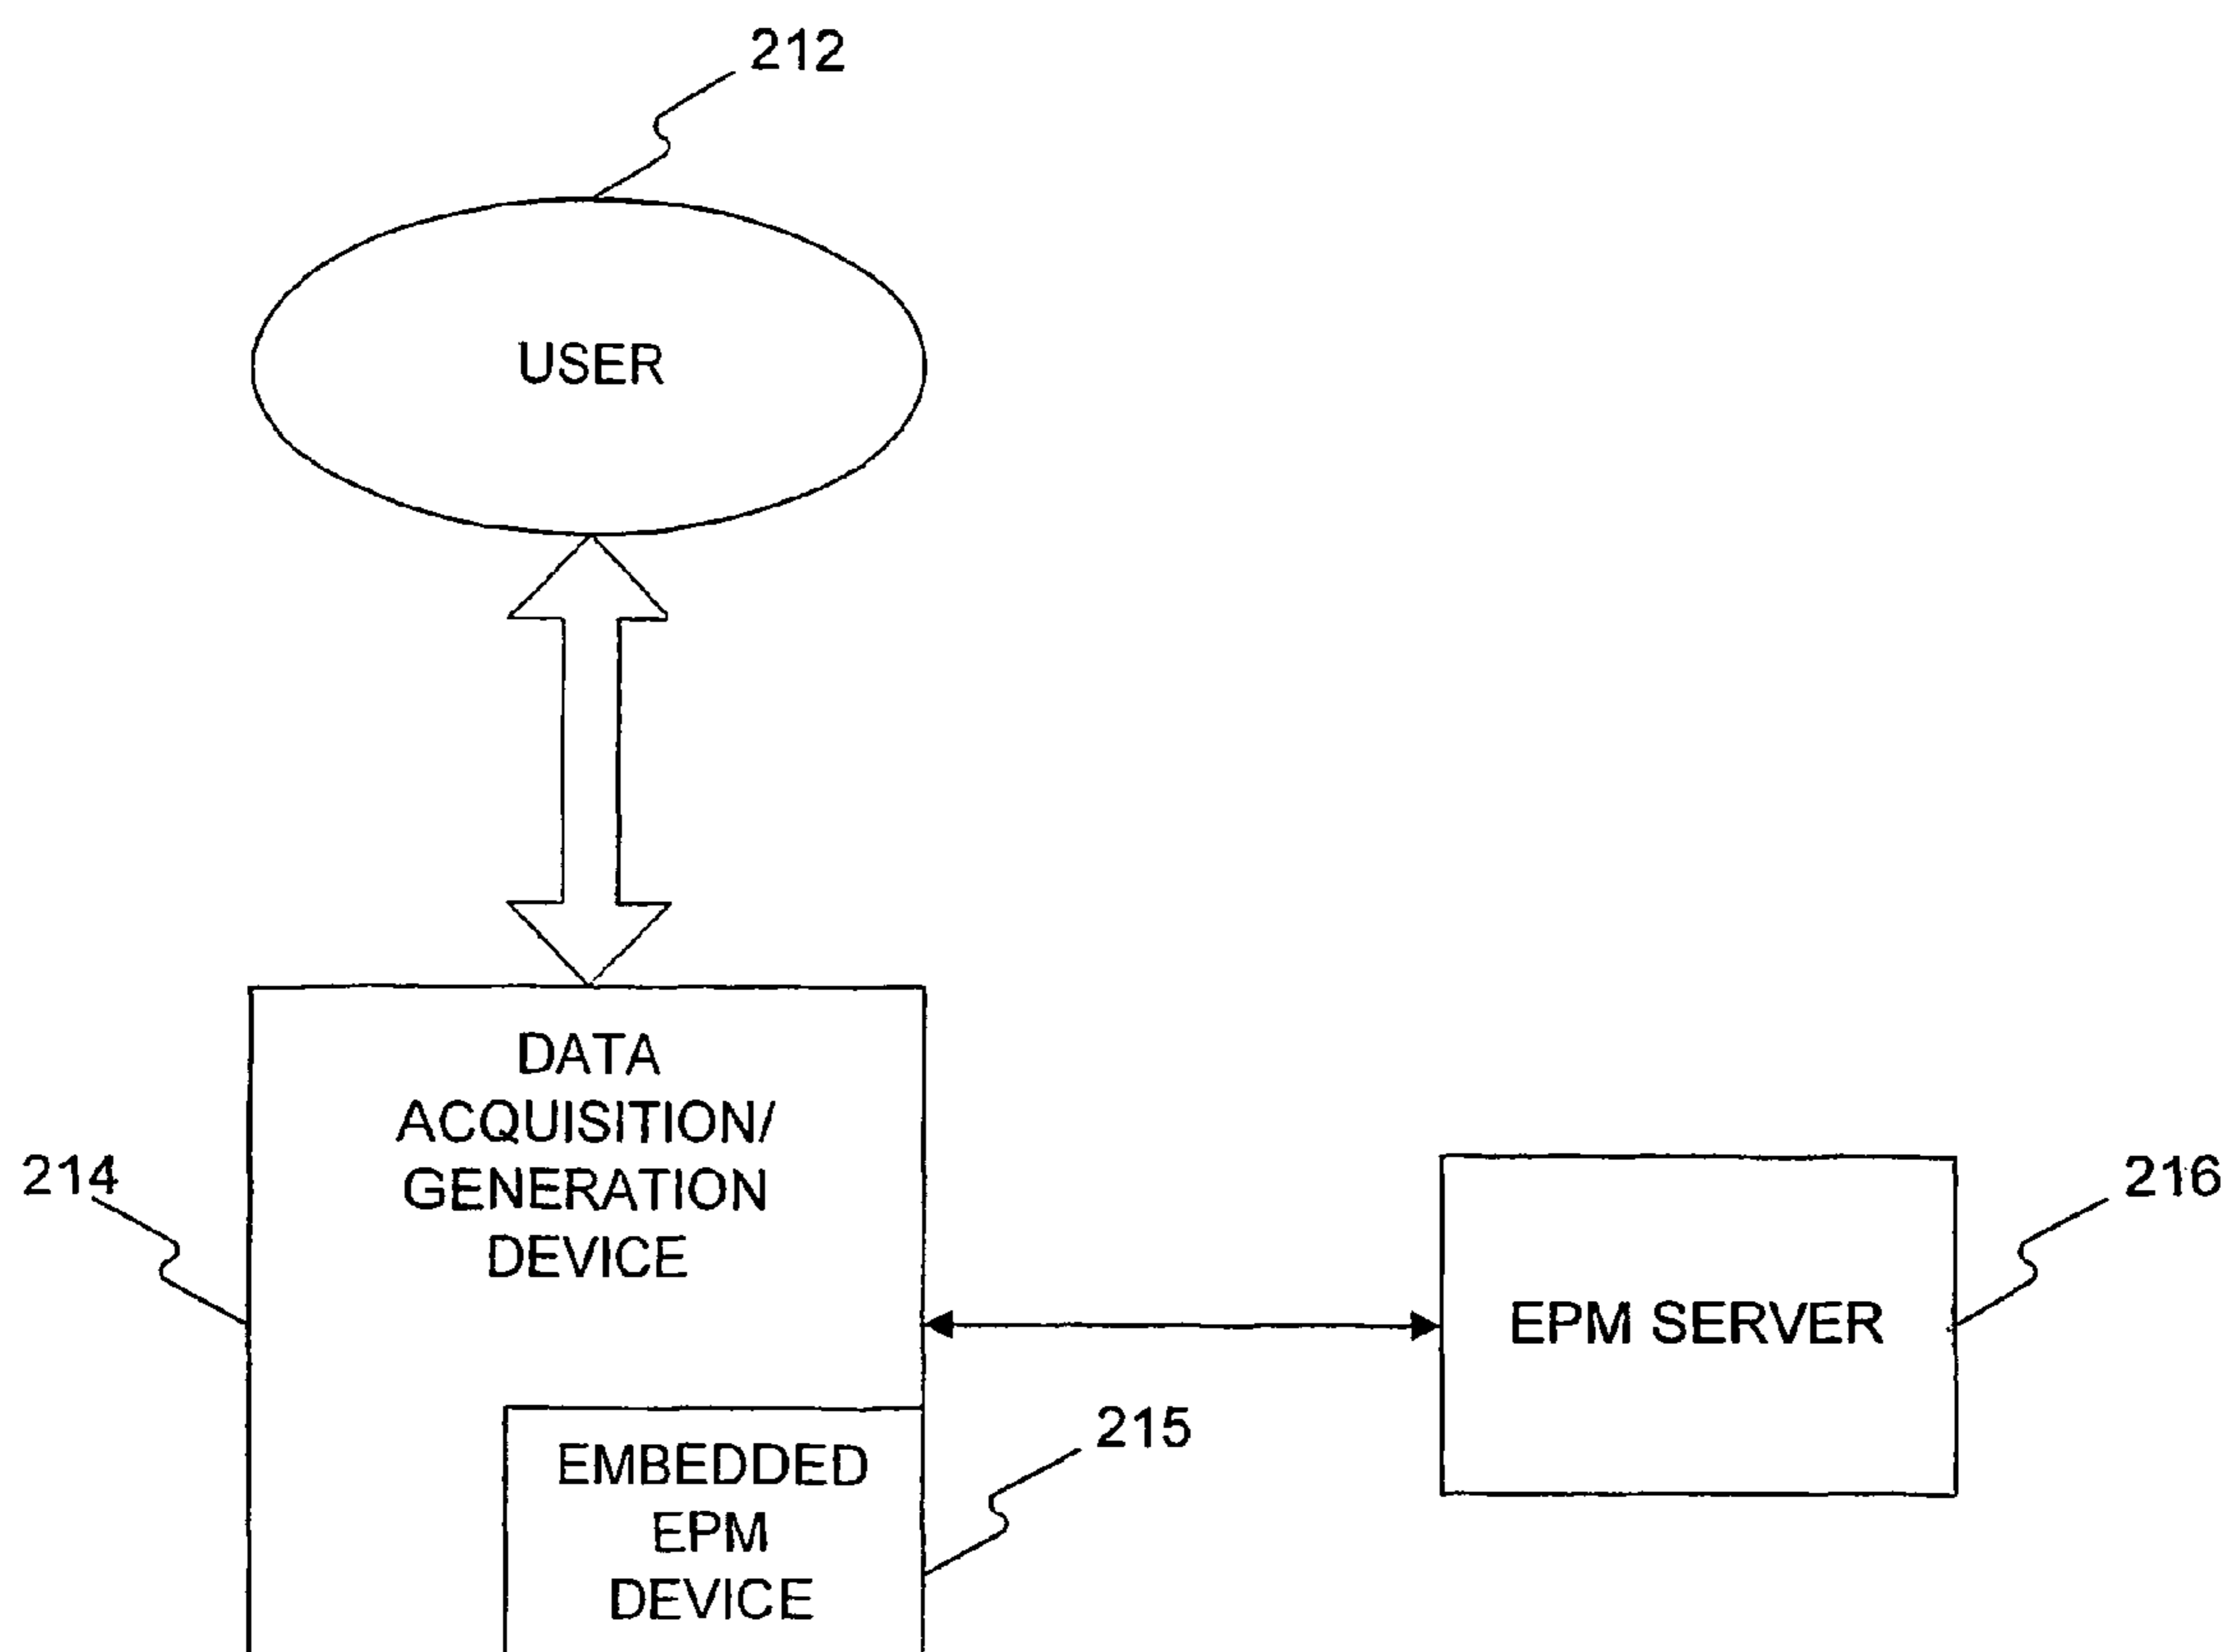 212
USER
DATA
ACQUISITION/
GENERATION
DEVICE
214
216
EPM SERVER
215
EMBEDDED
EPM
DEVICE